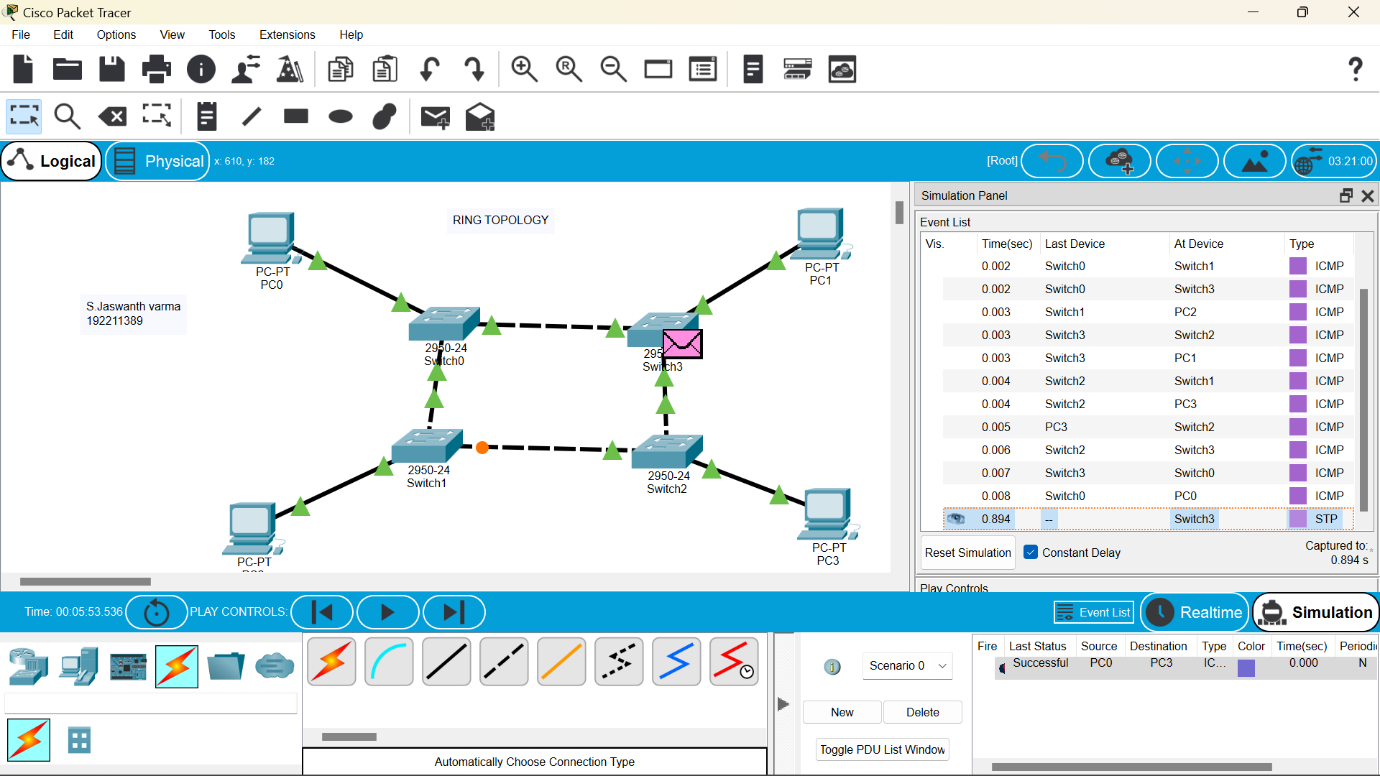 Cisco Packet Tracer
File Edit Options View Tools Extensions Help
Logical Physical x: 610, y: 182 [Root] 03:21:00
RING TOPOLOGY
S.Jaswanth varma
192211389
PC-PT
PC0
PC-PT
PC1
2950-24
Switch0
Switch3
2950-24
Switch1
2950-24
Switch2
PC-PT
PC-PT
PC3
Simulation Panel
Event List
Vis. Time(sec) Last Device At Device Type
0.002 Switch0 Switch1 ICMP
0.002 Switch0 Switch3 ICMP
0.003 Switch1 PC2 ICMP
0.003 Switch3 Switch2 ICMP
0.003 Switch3 PC1 ICMP
0.004 Switch2 Switch1 ICMP
0.004 Switch2 PC3 ICMP
0.005 PC3 Switch2 ICMP
0.006 Switch2 Switch3 ICMP
0.007 Switch3 Switch0 ICMP
0.008 Switch0 PC0 ICMP
0.894 -- Switch3 STP
Reset Simulation Constant Delay
Captured to:
0.894 s
Play Controls
Time: 00:05:53.536 PLAY CONTROLS: Event List Realtime Simulation
Scenario 0
New Delete
Toggle PDU List Window
Fire Last Status Source Destination Type Color Time(sec) Periodi
Successful PC0 PC3 IC... 0.000 N
Automatically Choose Connection Type